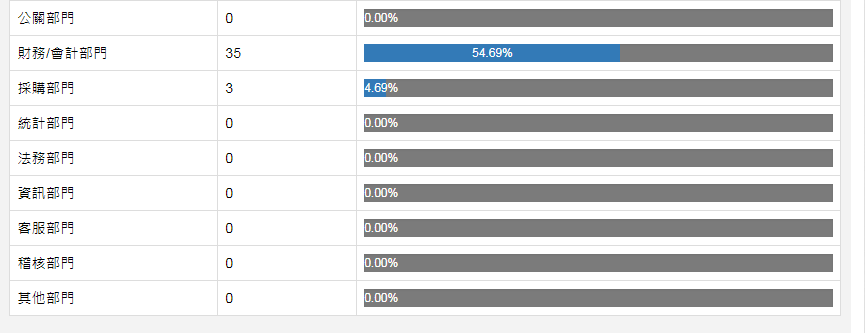 公關部門 0 0.00%
財務/會計部門 35 54.69%
採購部門 3 4.69%
統計部門 0 0.00%
法務部門 0 0.00%
資訊部門 0 0.00%
客服部門 0 0.00%
稽核部門 0 0.00%
其他部門 0 0.00%